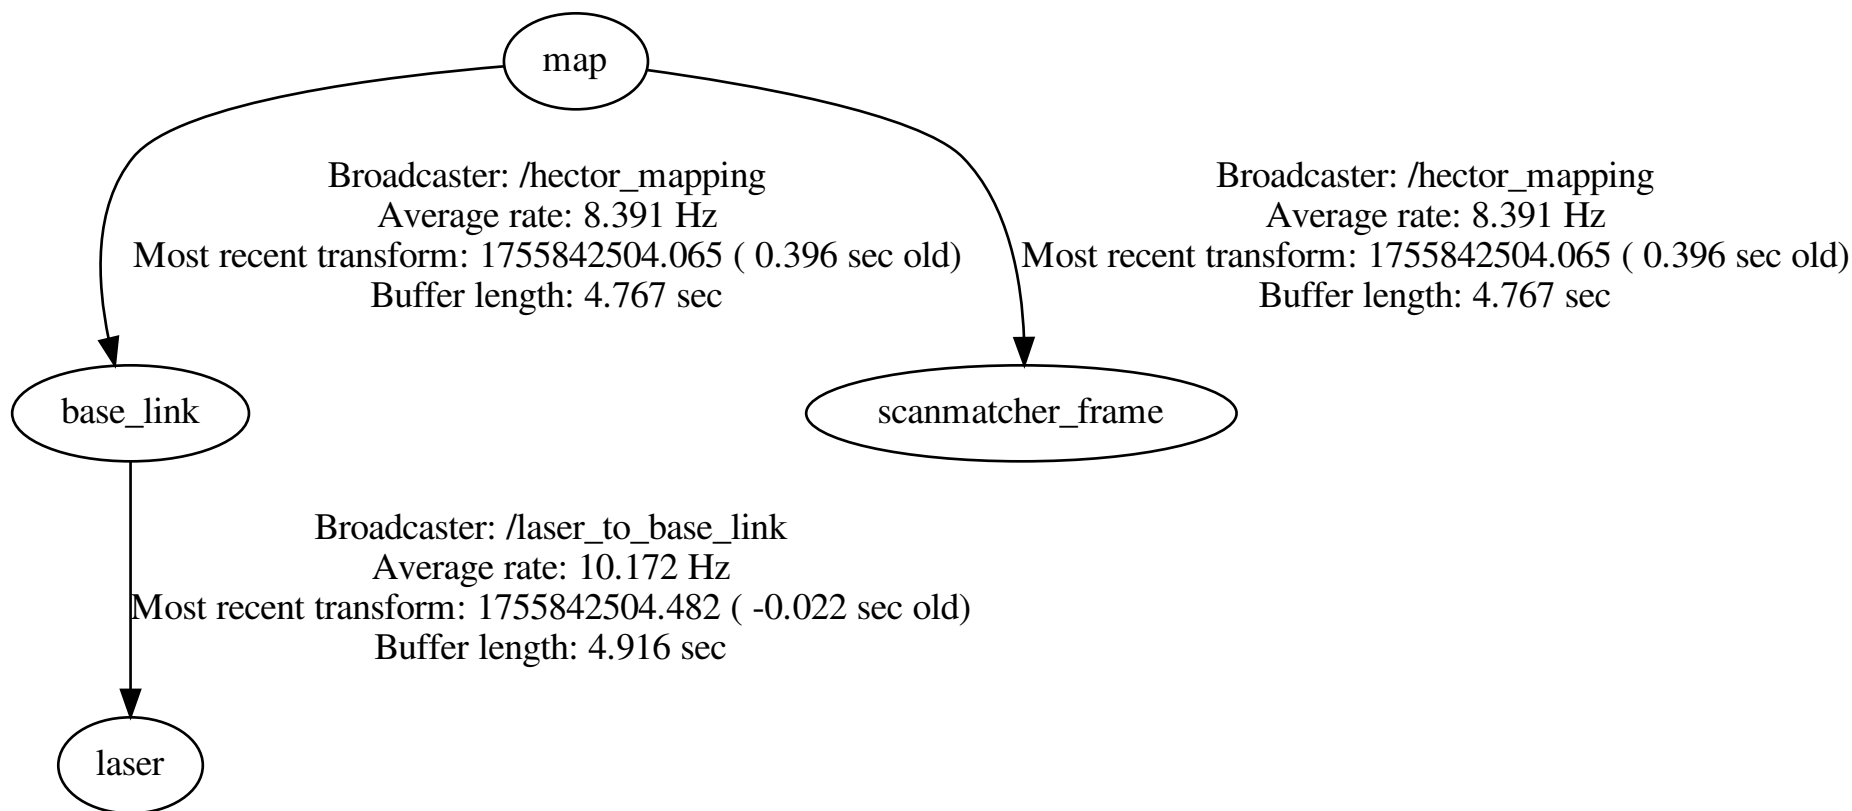 map
Broadcaster: /hector_mapping
Average rate: 8.391 Hz
Most recent transform: 1755842504.065 ( 0.396 sec old)
Buffer length: 4.767 sec
Broadcaster: /hector_mapping
Average rate: 8.391 Hz
Most recent transform: 1755842504.065 ( 0.396 sec old)
Buffer length: 4.767 sec
base_link
scanmatcher_frame
Broadcaster: /laser_to_base_link
Average rate: 10.172 Hz
Most recent transform: 1755842504.482 ( -0.022 sec old)
Buffer length: 4.916 sec
laser